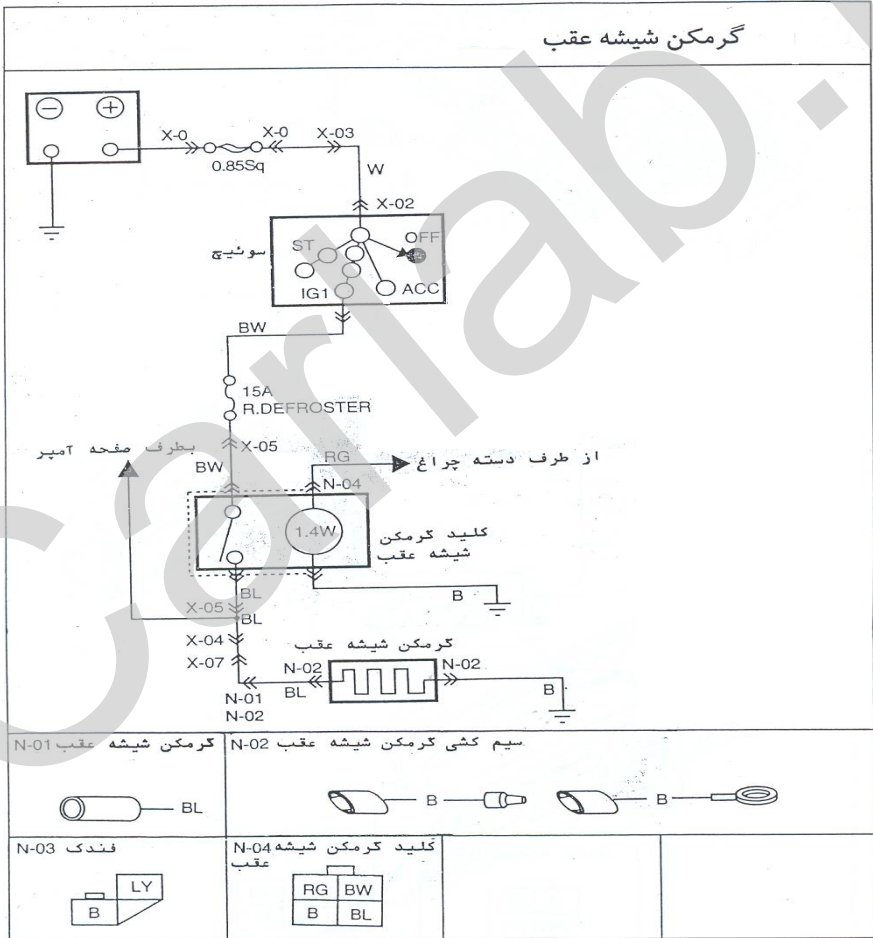 گرمکن شیشه عقب
X-0
X-0
X-03
0.85Sq
W
X-02
سوئیچ
ST
OFF
IG1
ACC
BW
15A
R.DEFROSTER
بطرف صفحه آمپر
X-05
BW
RG
از طرف دسته چراغ
N-04
1.4W
کلید گرمکن
شیشه عقب
BL
X-05
BL
B
X-04
X-07
گرمکن شیشه عقب
N-02
N-02
BL
B
N-01
N-02
گرمکن شیشه عقب N-01
سیم کشی گرمکن شیشه عقب N-02
BL
B
B
فندک N-03
کلید گرمکن شیشه N-04
عقب
LY
B
RG BW
B BL
Carlab.